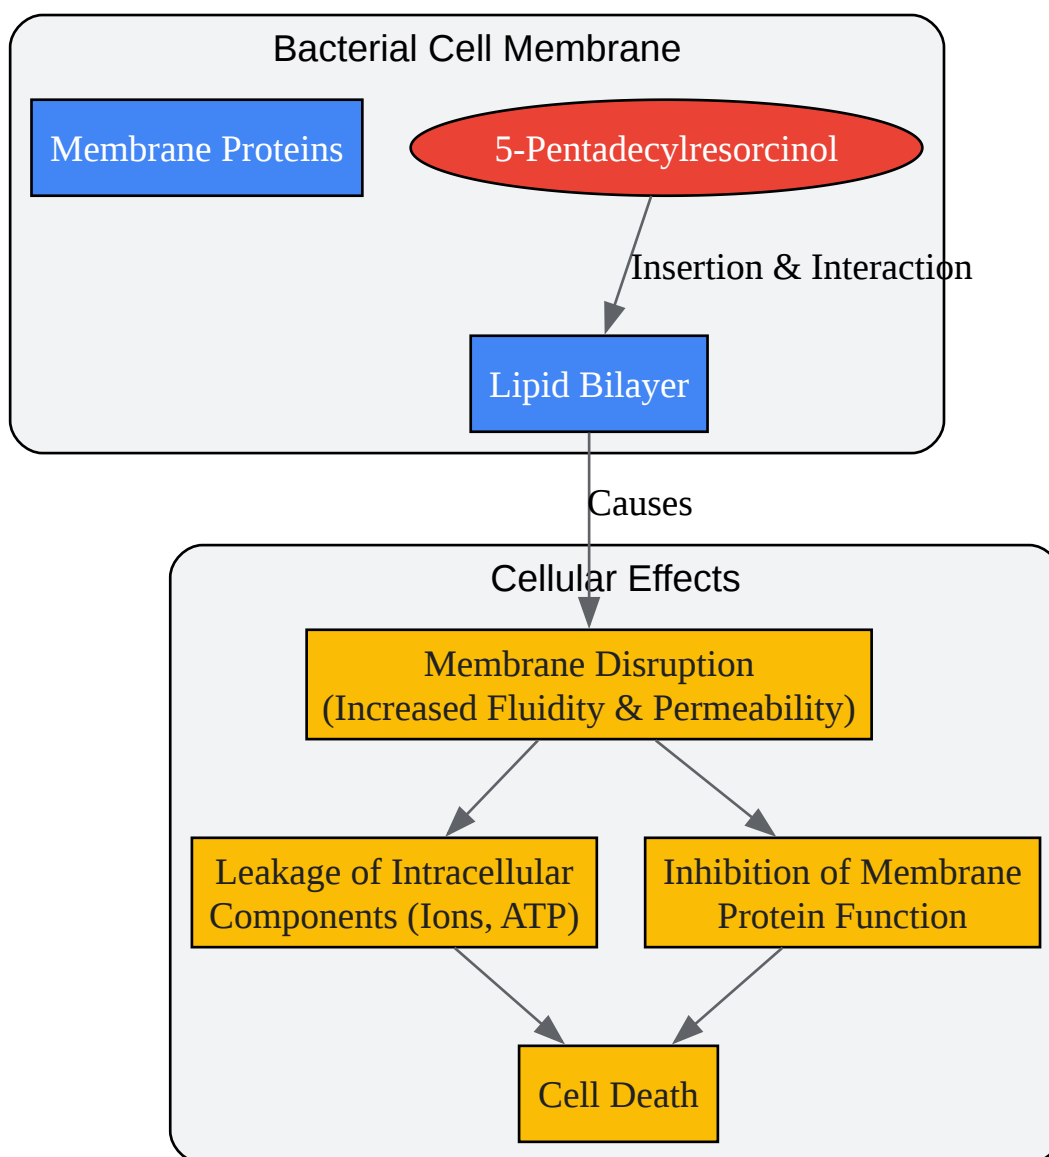 Bacterial Cell Membrane
Membrane Proteins
5-Pentadecylresorcinol
Insertion & Interaction
Lipid Bilayer
Causes
Cellular Effects
Membrane Disruption
(Increased Fluidity & Permeability)
Leakage of Intracellular
Components (Ions, ATP)
Inhibition of Membrane
Protein Function
Cell Death